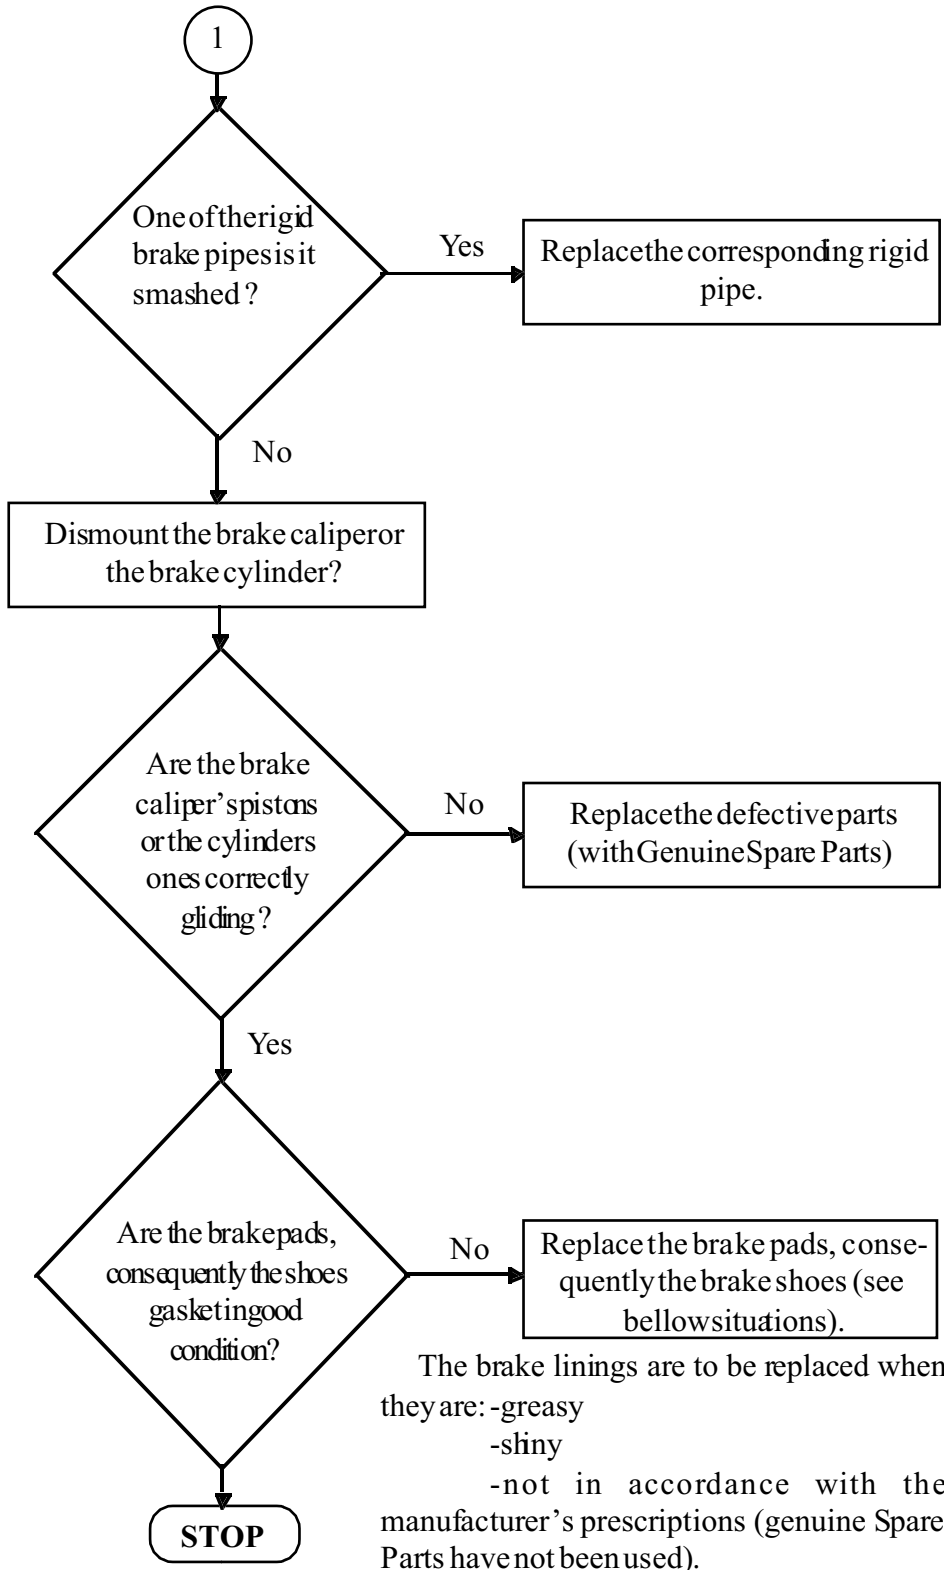 1
One of the rigid
brake pipes is it
smashed ?
Yes
Replace the corresponding rigid
pipe.
No
Dismount the brake caliper or
the brake cylinder?
Are the brake
caliper’s pistons
or the cylinders
ones correctly
gliding ?
No
Replace the defective parts
(with Genuine Spare Parts)
Yes
Are the brake pads,
consequently the shoes
gasket in good
condition?
No
Replace the brake pads, conse-
quently the brake shoes (see
bellow situations).
The brake linings are to be replaced when
they are: -greasy
-shiny
-not in accordance with the
manufacturer’s prescriptions (genuine Spare
Parts have not been used).
STOP